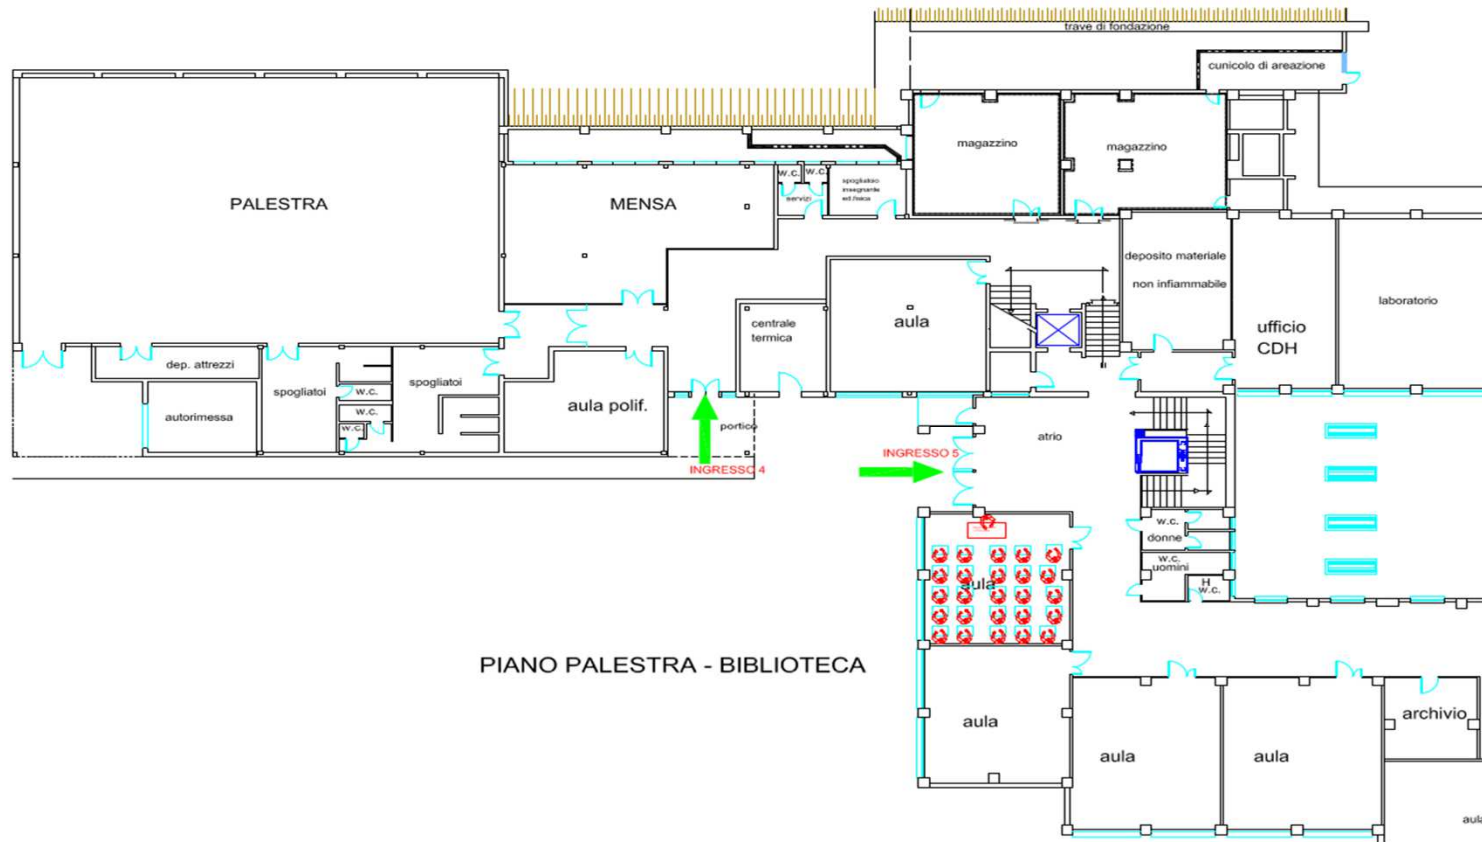 trave di fondazione
cunicolo di areazione
magazzino
magazzino
w.c.
w.c.
servizi
spogliatoio
insegnante
ed.fisica
PALESTRA
MENSA
deposito materiale
non infiammabile
laboratorio
ufficio
CDH
aula
centrale
termica
dep. attrezzi
spogliatoi
spogliatoi
w.c.
w.c.
w.c.
autorimessa
aula polif.
portico
INGRESSO 4
INGRESSO 5
atrio
w.c.
donne
w.c.
uomini
H
w.c.
aula
PIANO PALESTRA - BIBLIOTECA
aula
aula
aula
archivio
aula